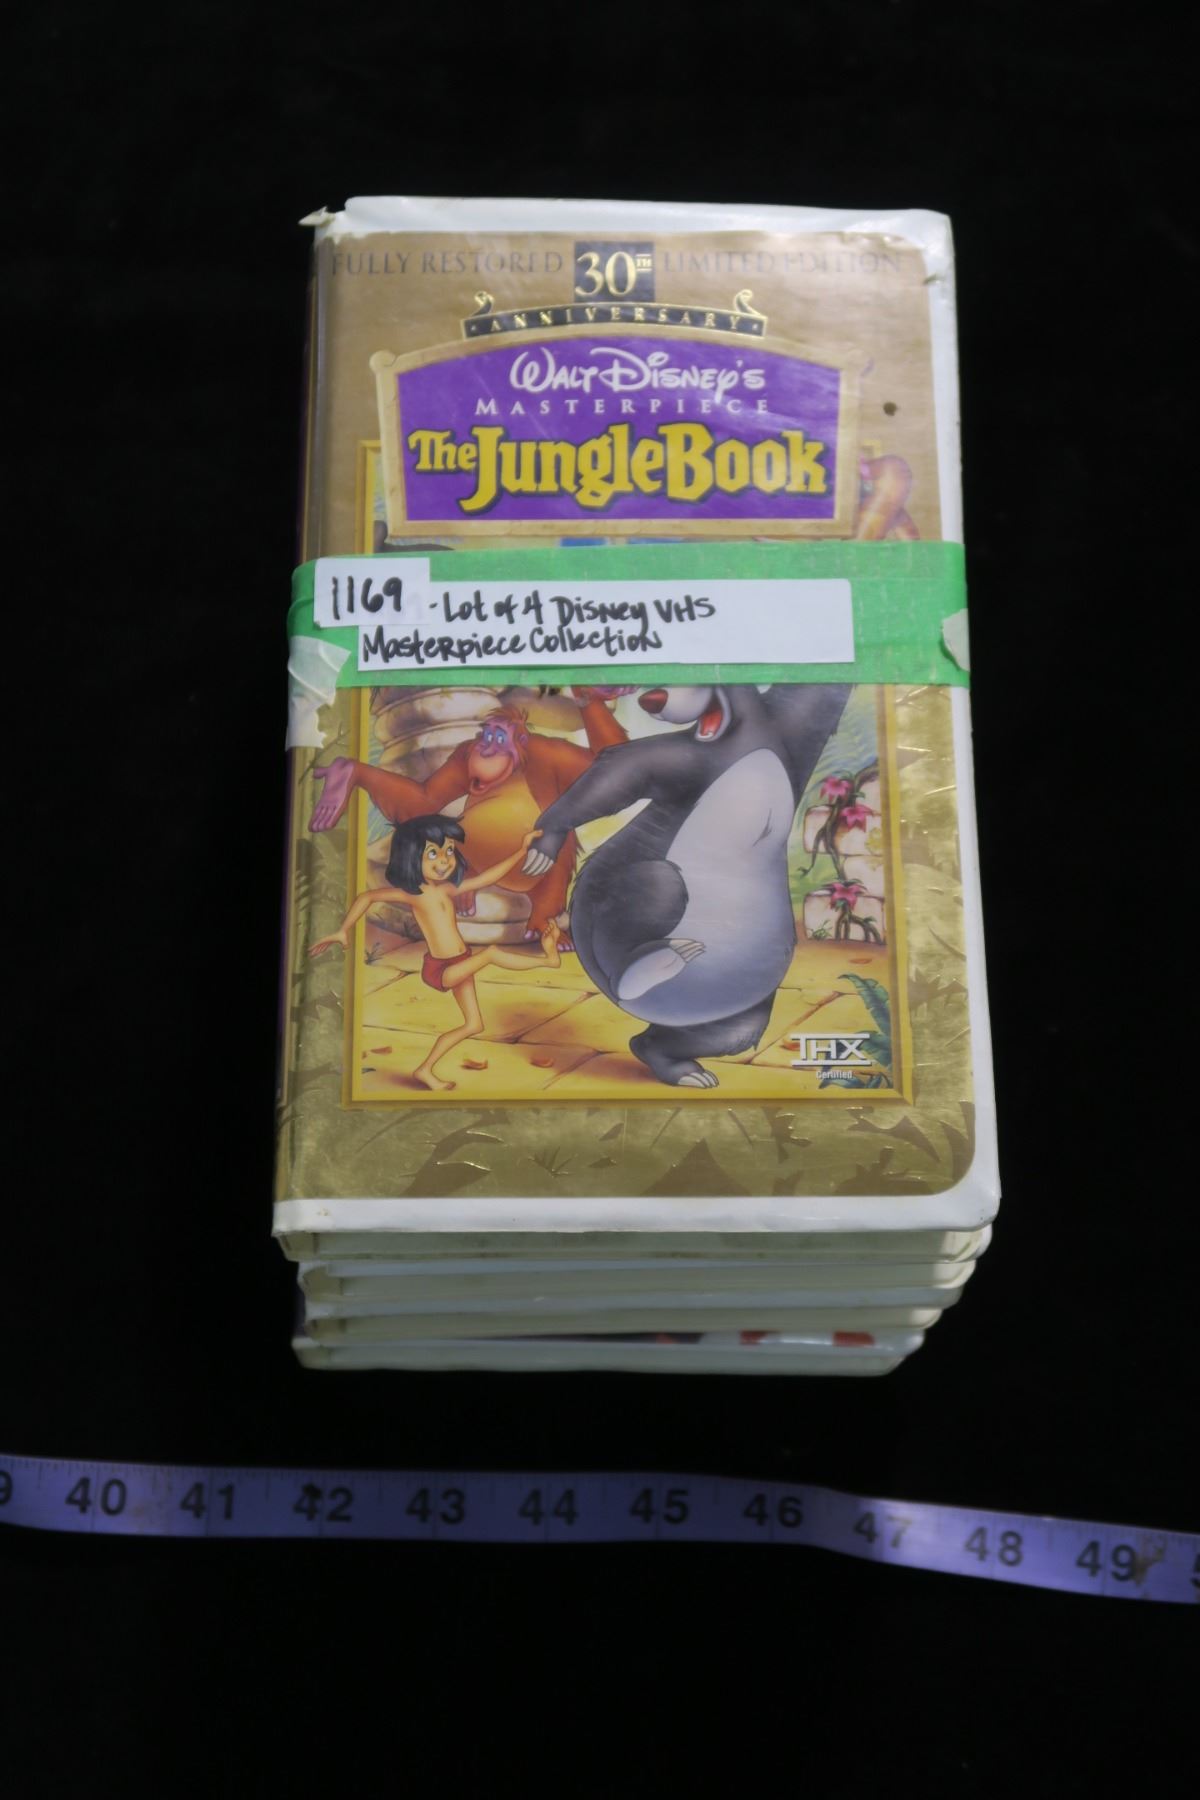 FULLY RESTORED 30TH LIMITED EDITION
ANNIVERSARY
WALT DISNEY'S
MASTERPIECE
The Jungle Book
1169 - Lot of 4 Disney VHS
Masterpiece Collection
THX
Certified
40 41 42 43 44 45 46 47 48 49